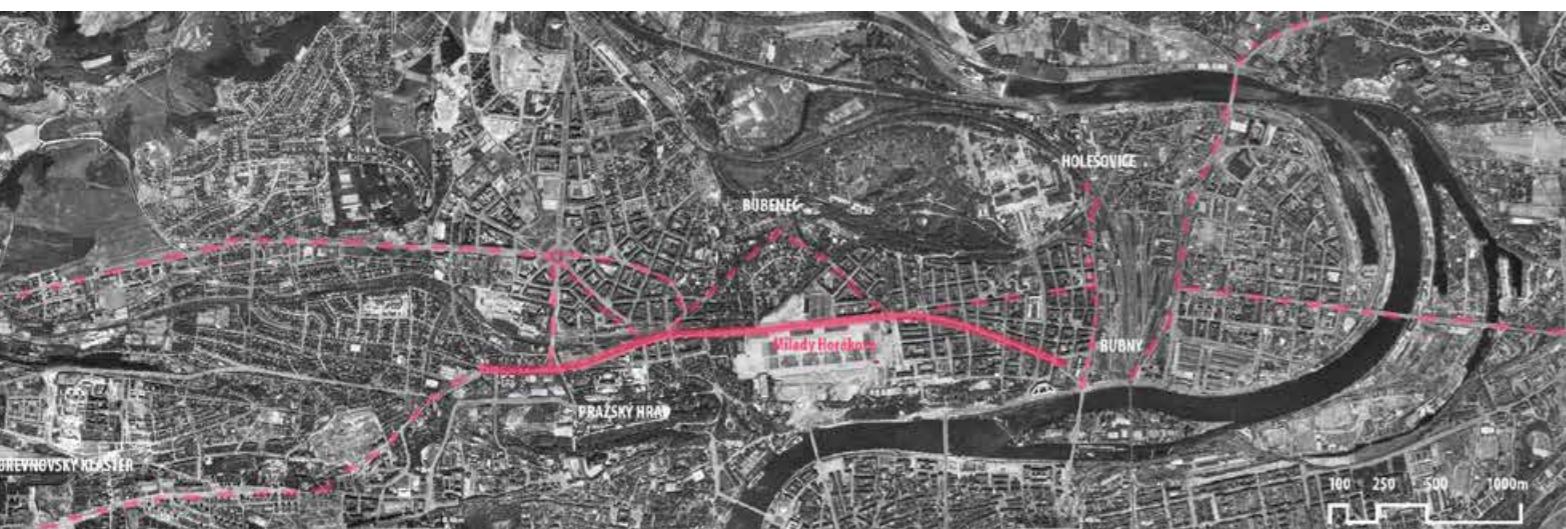 HOLEŠOVICE
BUBENEČ
Milady Horákové
BUBNY
PRAŽSKÝ HRAD
BŘEVNOVSKÝ KLÁŠTER
100 250 500 1000m